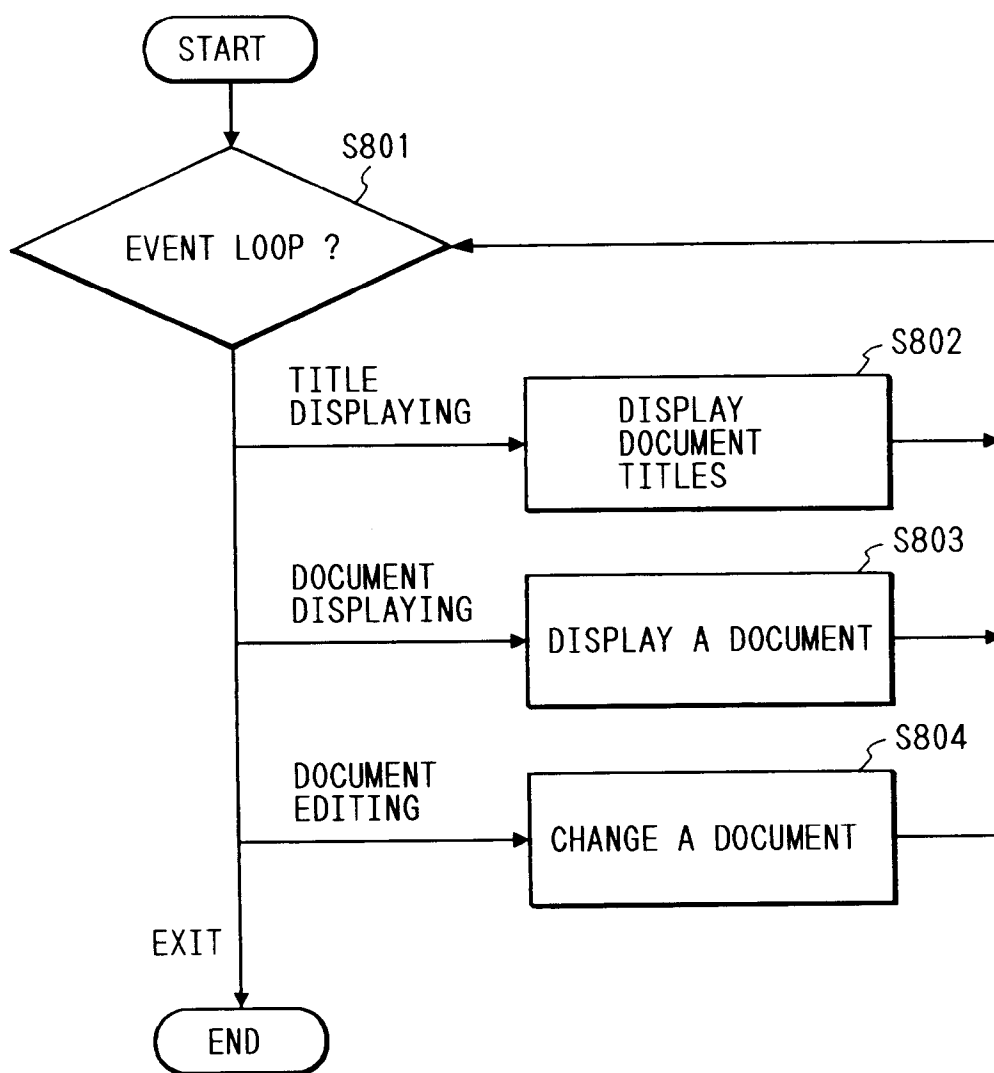 START
S801
EVENT LOOP ?
S802
TITLE
DISPLAYING
DISPLAY
DOCUMENT
TITLES
S803
DOCUMENT
DISPLAYING
DISPLAY A DOCUMENT
S804
DOCUMENT
EDITING
CHANGE A DOCUMENT
EXIT
END